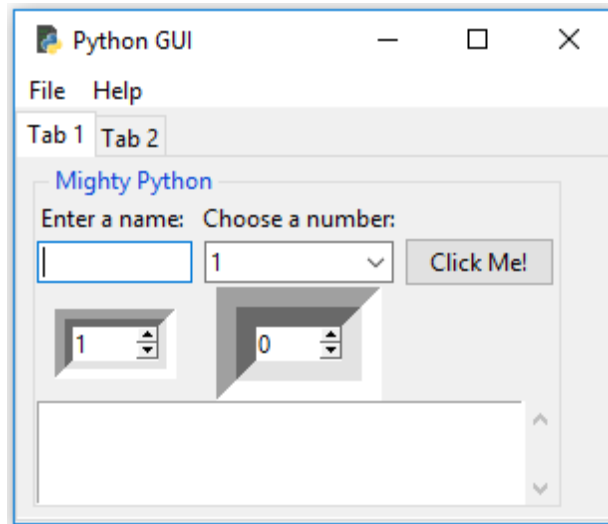 Python GUI
File Help
Tab 1 Tab 2
Mighty Python
Enter a name: Choose a number:
1 Click Me!
1 0